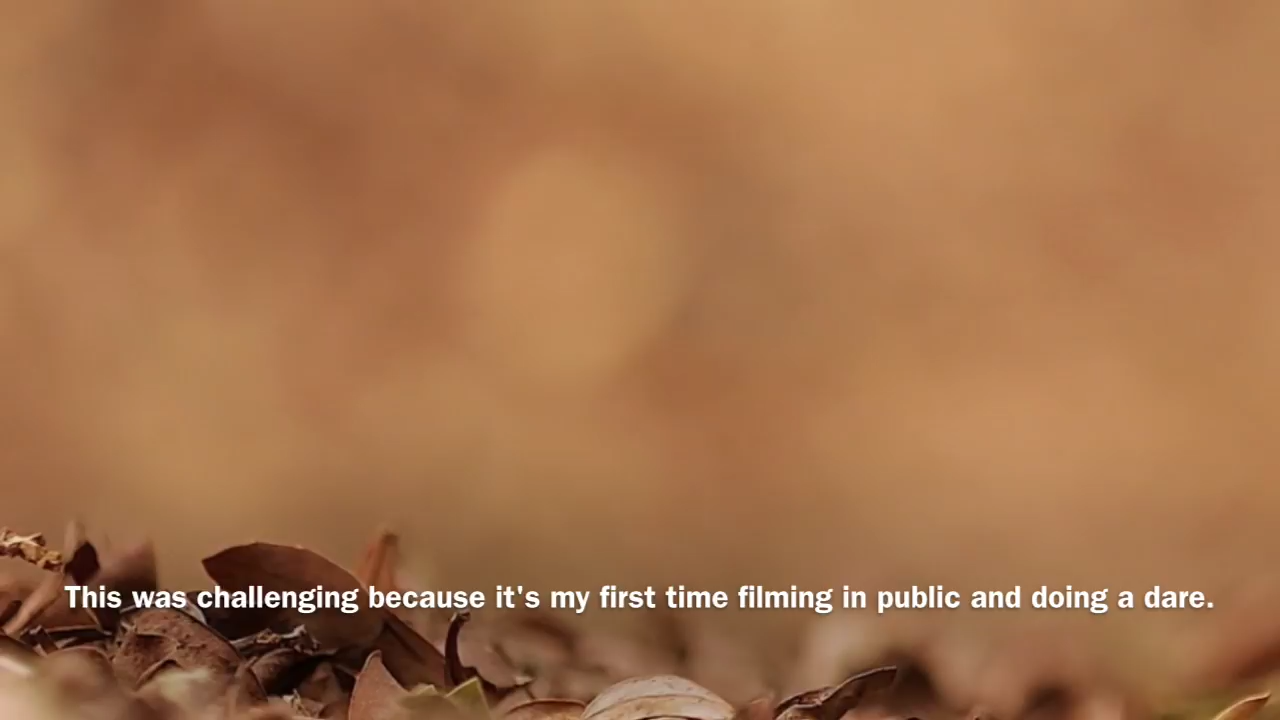 This was challenging because it's my first time filming in public and doing a dare.